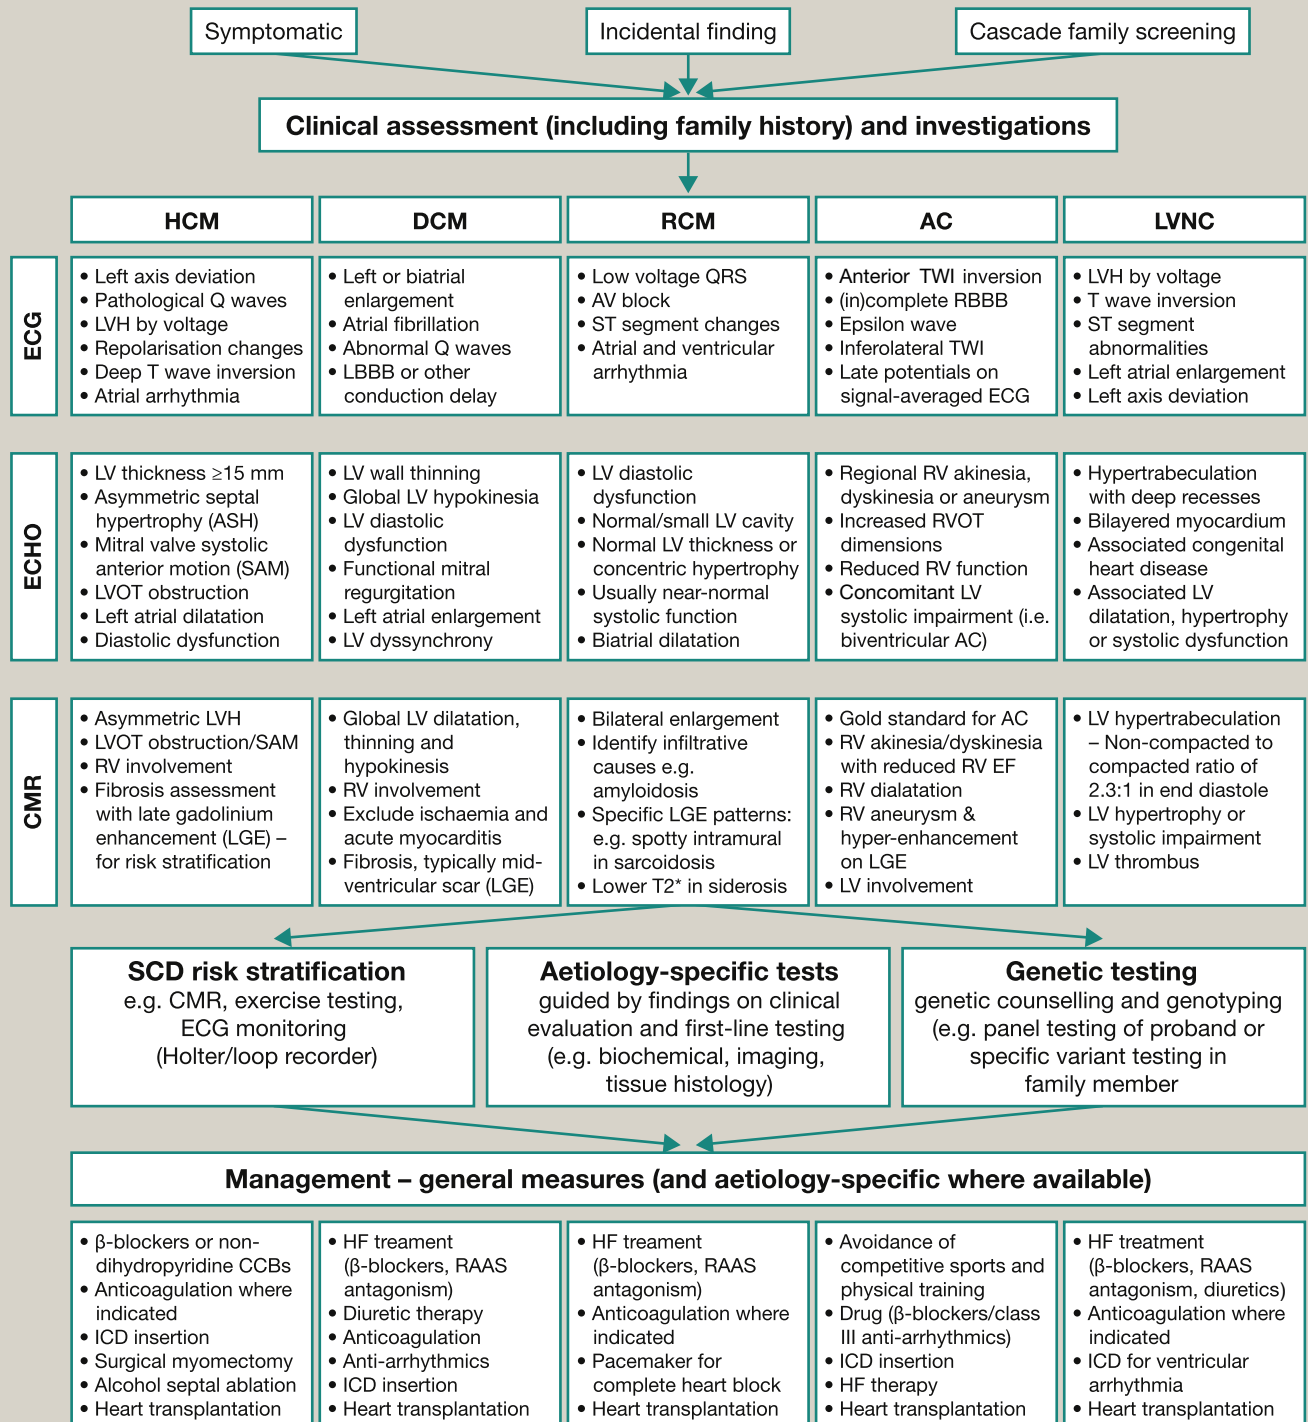 Symptomatic
Incidental finding
Cascade family screening
Clinical assessment (including family history) and investigations
HCM
DCM
RCM
AC
LVNC
ECG
• Left axis deviation
• Pathological Q waves
• LVH by voltage
• Repolarisation changes
• Deep T wave inversion
• Atrial arrhythmia
• Left or biatrial
enlargement
• Atrial fibrillation
• Abnormal Q waves
• LBBB or other
conduction delay
• Low voltage QRS
• AV block
• ST segment changes
• Atrial and ventricular
arrhythmia
• Anterior TWI inversion
• (in)complete RBBB
• Epsilon wave
• Inferolateral TWI
• Late potentials on
signal-averaged ECG
• LVH by voltage
• T wave inversion
• ST segment
abnormalities
• Left atrial enlargement
• Left axis deviation
ECHO
• LV thickness ≥15 mm
• Asymmetric septal
hypertrophy (ASH)
• Mitral valve systolic
anterior motion (SAM)
• LVOT obstruction
• Left atrial dilatation
• Diastolic dysfunction
• LV wall thinning
• Global LV hypokinesia
• LV diastolic
dysfunction
• Functional mitral
regurgitation
• Left atrial enlargement
• LV dyssynchrony
• LV diastolic
dysfunction
• Normal/small LV cavity
• Normal LV thickness or
concentric hypertrophy
• Usually near-normal
systolic function
• Biatrial dilatation
• Regional RV akinesia,
dyskinesia or aneurysm
• Increased RVOT
dimensions
• Reduced RV function
• Concomitant LV
systolic impairment (i.e.
biventricular AC)
• Hypertrabeculation
with deep recesses
• Bilayered myocardium
• Associated congenital
heart disease
• Associated LV
dilatation, hypertrophy
or systolic dysfunction
CMR
• Asymmetric LVH
• LVOT obstruction/SAM
• RV involvement
• Fibrosis assessment
with late gadolinium
enhancement (LGE) –
for risk stratification
• Global LV dilatation,
thinning and
hypokinesis
• RV involvement
• Exclude ischaemia and
acute myocarditis
• Fibrosis, typically mid-
ventricular scar (LGE)
• Bilateral enlargement
• Identify infiltrative
causes e.g.
amyloidosis
• Specific LGE patterns:
e.g. spotty intramural
in sarcoidosis
• Lower T2* in siderosis
• Gold standard for AC
• RV akinesia/dyskinesia
with reduced RV EF
• RV dialatation
• RV aneurysm &
hyper-enhancement
on LGE
• LV involvement
• LV hypertrabeculation
– Non-compacted to
compacted ratio of
2.3:1 in end diastole
• LV hypertrophy or
systolic impairment
• LV thrombus
SCD risk stratification
e.g. CMR, exercise testing,
ECG monitoring
(Holter/loop recorder)
Aetiology-specific tests
guided by findings on clinical
evaluation and first-line testing
(e.g. biochemical, imaging,
tissue histology)
Genetic testing
genetic counselling and genotyping
(e.g. panel testing of proband or
specific variant testing in
family member
Management – general measures (and aetiology-specific where available)
• β-blockers or non-
dihydropyridine CCBs
• Anticoagulation where
indicated
• ICD insertion
• Surgical myomectomy
• Alcohol septal ablation
• Heart transplantation
• HF treament
(β-blockers, RAAS
antagonism)
• Diuretic therapy
• Anticoagulation
• Anti-arrhythmics
• ICD insertion
• Heart transplantation
• HF treament
(β-blockers, RAAS
antagonism)
• Anticoagulation where
indicated
• Pacemaker for
complete heart block
• Heart transplantation
• Avoidance of
competitive sports and
physical training
• Drug (β-blockers/class
III anti-arrhythmics)
• ICD insertion
• HF therapy
• Heart transplantation
• HF treatment
(β-blockers, RAAS
antagonism, diuretics)
• Anticoagulation where
indicated
• ICD for ventricular
arrhythmia
• Heart transplantation